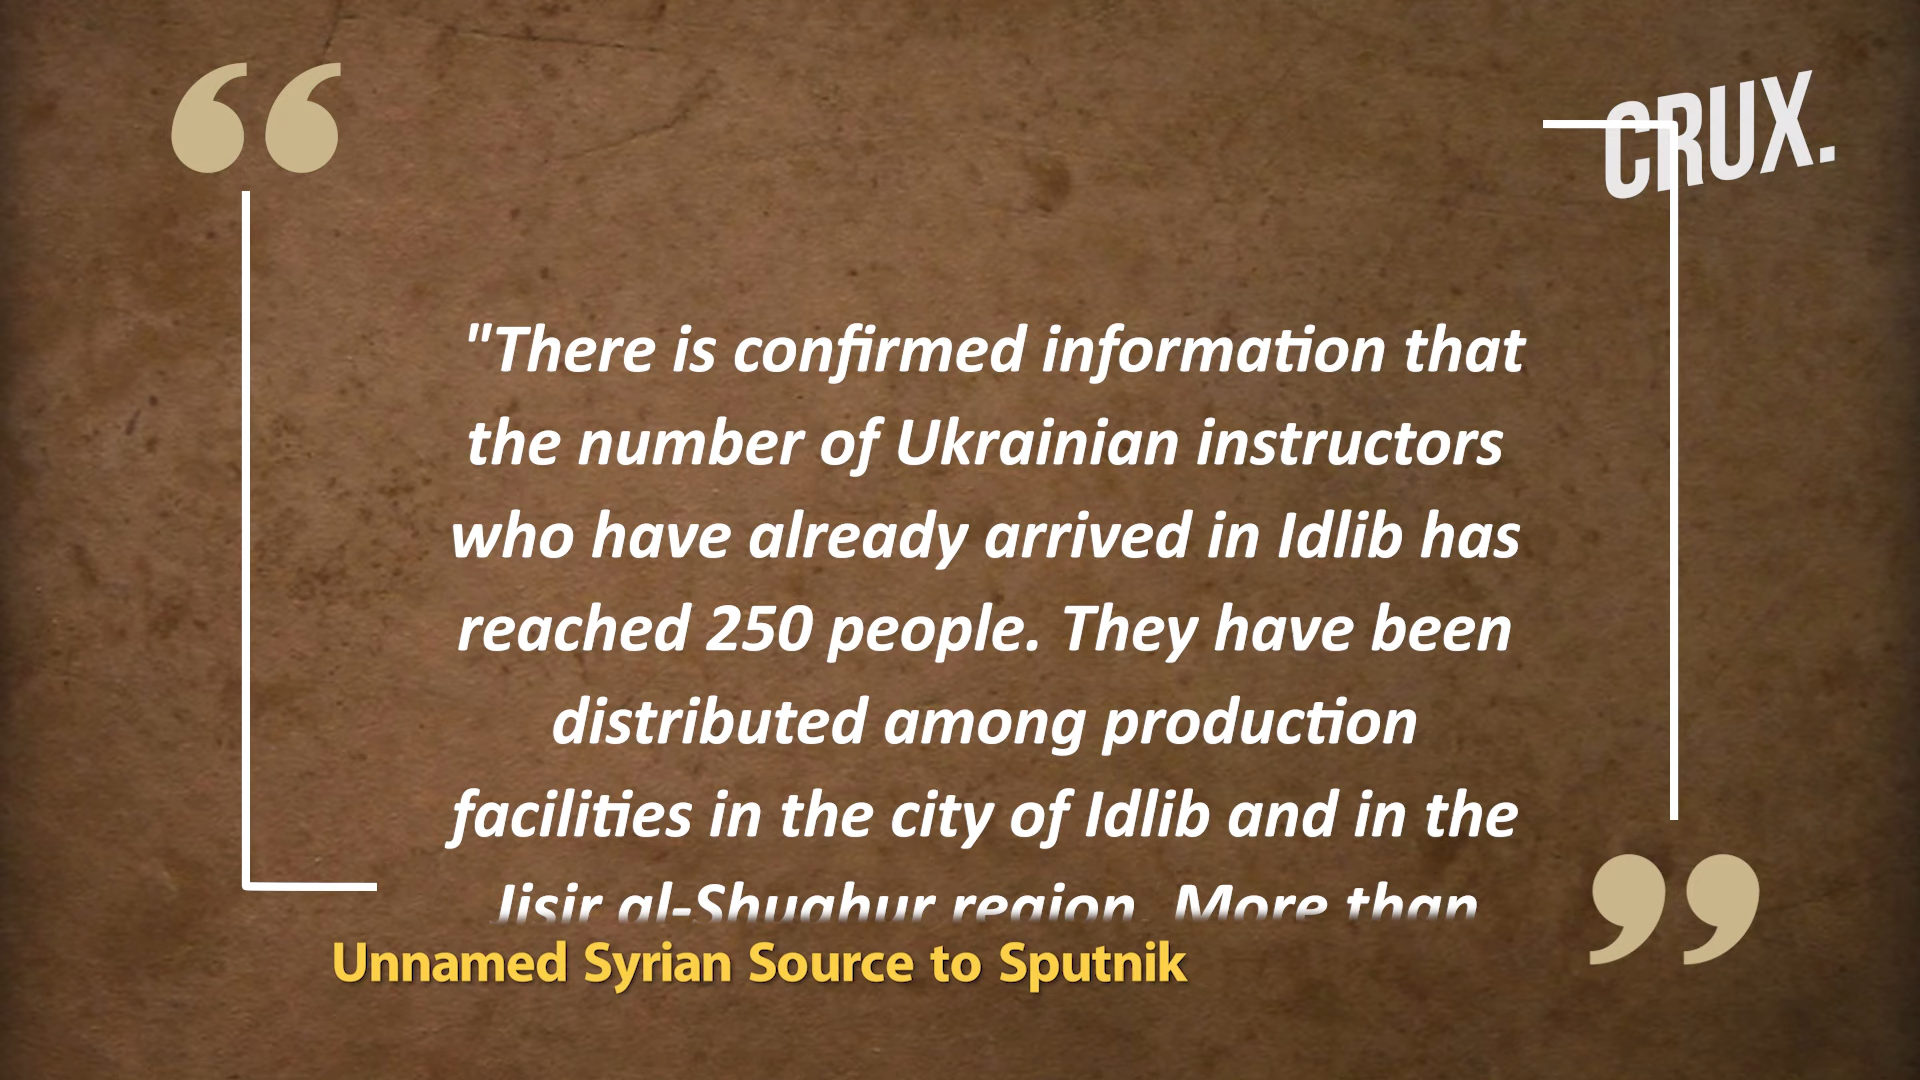 CRUX.
"There is confirmed information that
the number of Ukrainian instructors
who have already arrived in Idlib has
reached 250 people. They have been
distributed among production
facilities in the city of Idlib and in the
Jisir al-Shughur region. More than
Unnamed Syrian Source to Sputnik